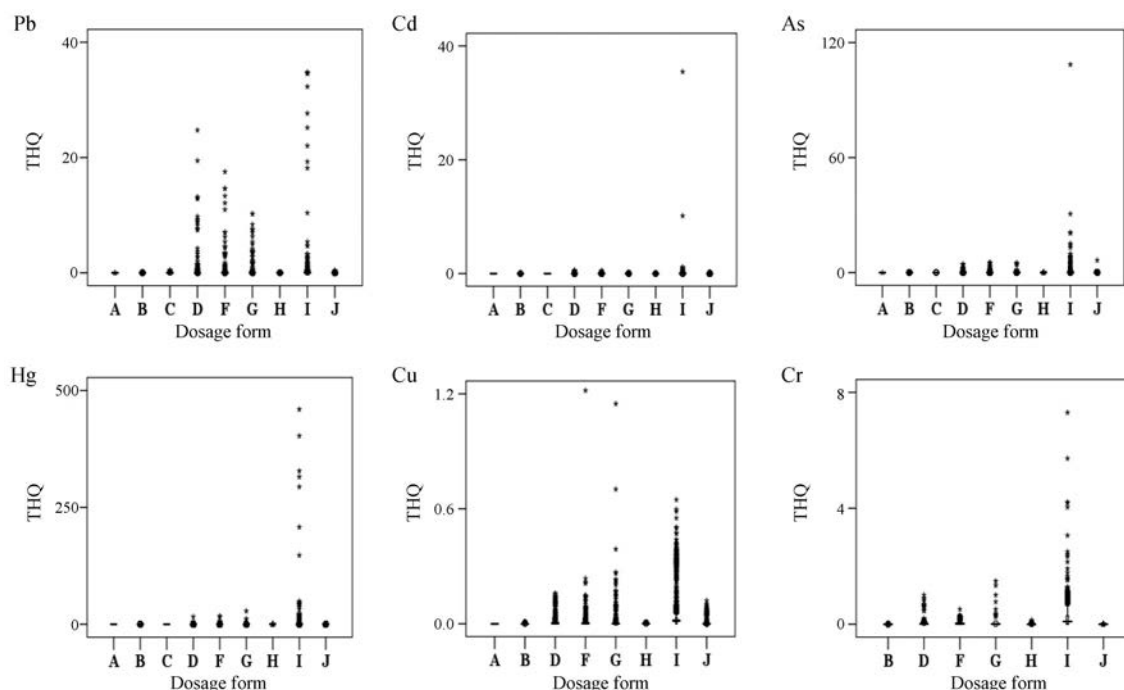 Pb
40
20
0
THQ
A B C D F G H I J
Dosage form
Cd
40
20
0
THQ
A B C D F G H I J
Dosage form
As
120
60
0
THQ
A B C D F G H I J
Dosage form
Hg
500
250
0
THQ
A B C D F G H I J
Dosage form
Cu
1.2
0.6
0.0
THQ
A B C D F G H I J
Dosage form
Cr
8
4
0
THQ
B D F G H I J
Dosage form